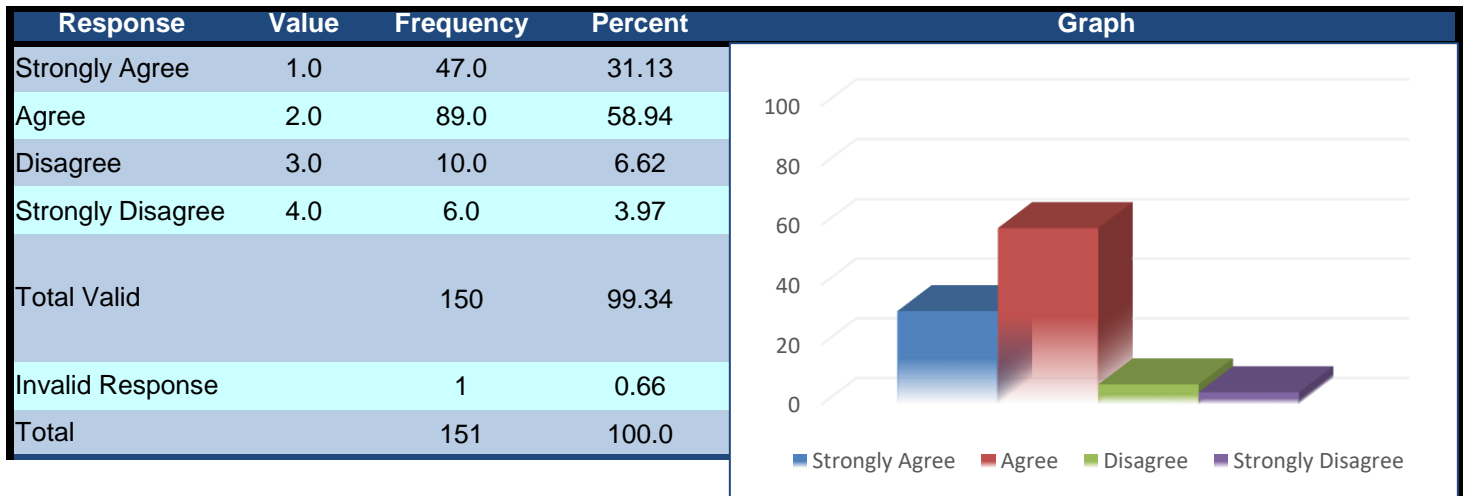 Response Value Frequency Percent Graph
Strongly Agree 1.0 47.0 31.13
Agree 2.0 89.0 58.94
Disagree 3.0 10.0 6.62
Strongly Disagree 4.0 6.0 3.97
Total Valid 150 99.34
Invalid Response 1 0.66
Total 151 100.0
100
80
60
40
20
0
Strongly Agree Agree Disagree Strongly Disagree